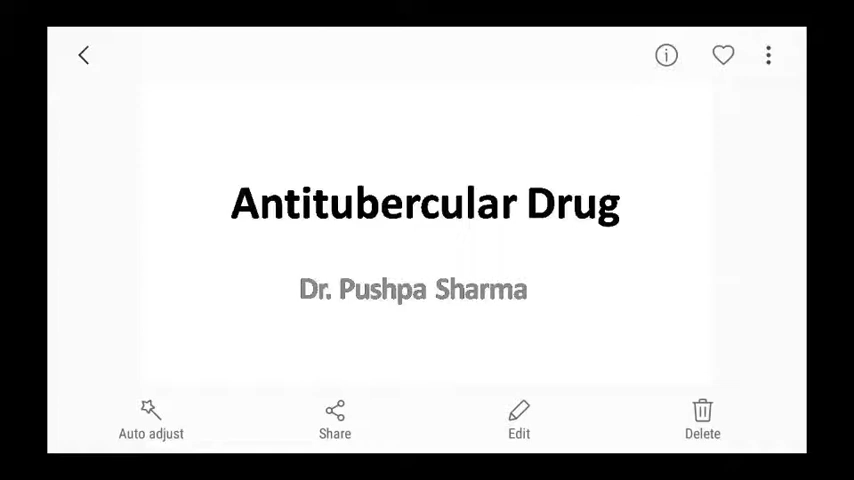 Antitubercular Drug
Dr. Pushpa Sharma
Auto adjust
Share
Edit
Delete